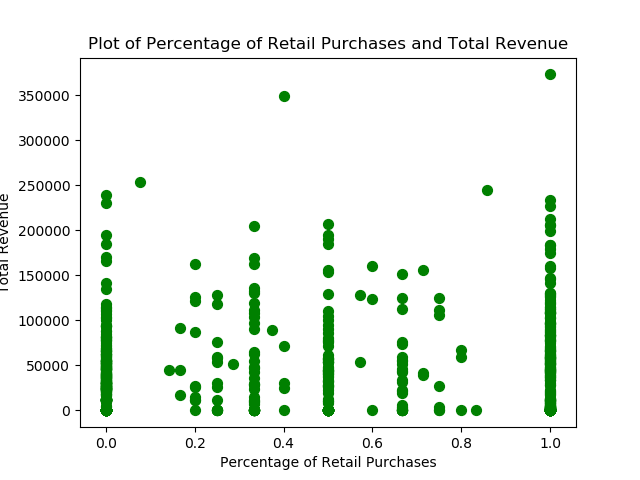 Plot of Percentage of Retail Purchases and Total Revenue
Total Revenue
350000
300000
250000
200000
150000
100000
50000
0
0.0 0.2 0.4 0.6 0.8 1.0
Percentage of Retail Purchases